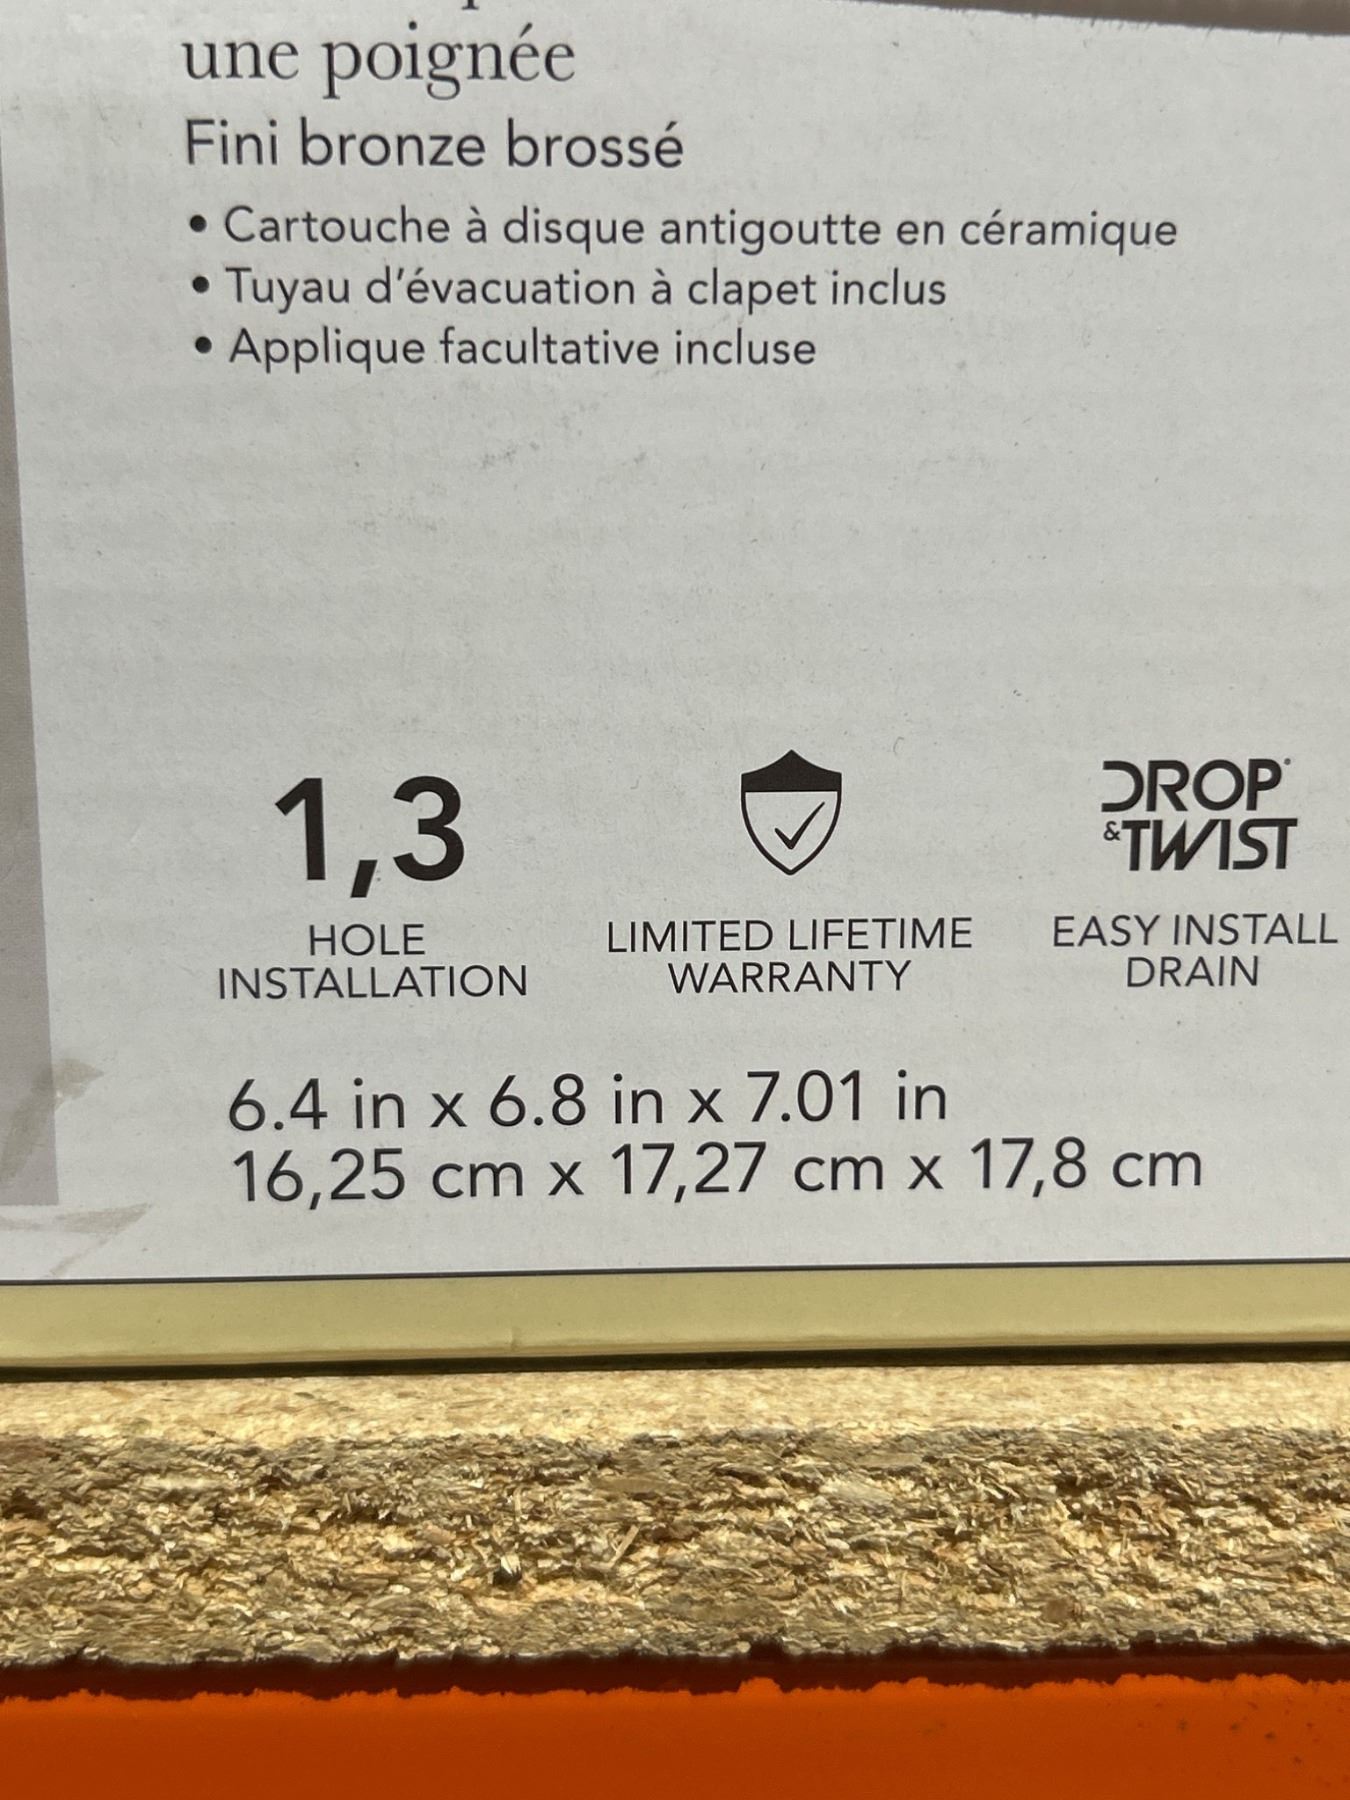 une poignée
Fini bronze brossé
• Cartouche à disque antigoutte en céramique
• Tuyau d'évacuation à clapet inclus
• Applique facultative incluse
1,3
HOLE
INSTALLATION
LIMITED LIFETIME
WARRANTY
DROP
&TWIST
EASY INSTALL
DRAIN
6.4 in x 6.8 in x 7.01 in
16,25 cm x 17,27 cm x 17,8 cm